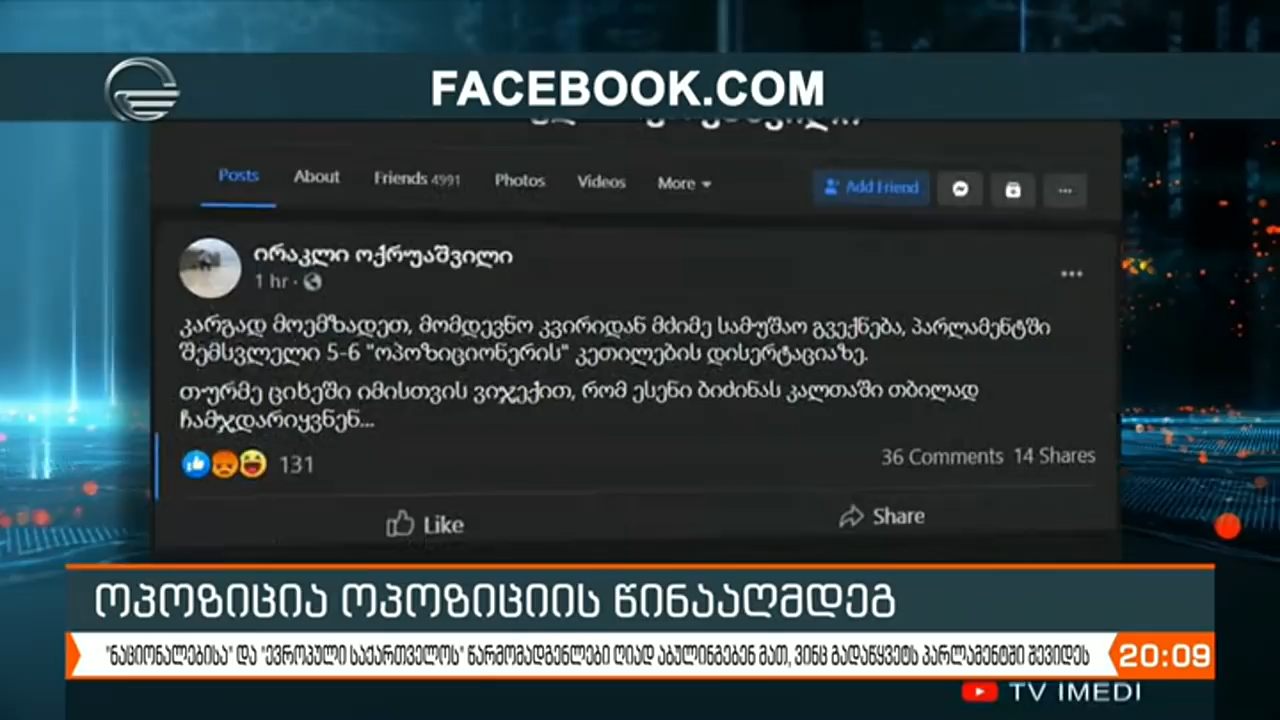 FACEBOOK.COM
Posts About Friends 4991 Photos Videos More Add Friend
ირაკლი ოქრუაშვილი
1 hr
კარგად მოემზადეთ, მომდევნო კვირიდან მძიმე სამუშაო გვექნება, პარლამენტში
შემსვლელი 5-6 "ოპოზიციონერის" კეთილების დისერტაციაზე.
თურმე ციხეში იმისთვის ვიჯექით, რომ ესენი ბიძინას კალთაში თბილად
ჩამჯდარიყვნენ...
131
36 Comments 14 Shares
Like Share
ოპოზიცია ოპოზიციის წინააღმდეგ
"ნაციონალებისა" და "ევროპული საქართველოს" წარმომადგენლები ღიად აბულინგებენ მათ, ვინც გადაწყვეტს პარლამენტში შევიდეს
20:09
TV IMEDI